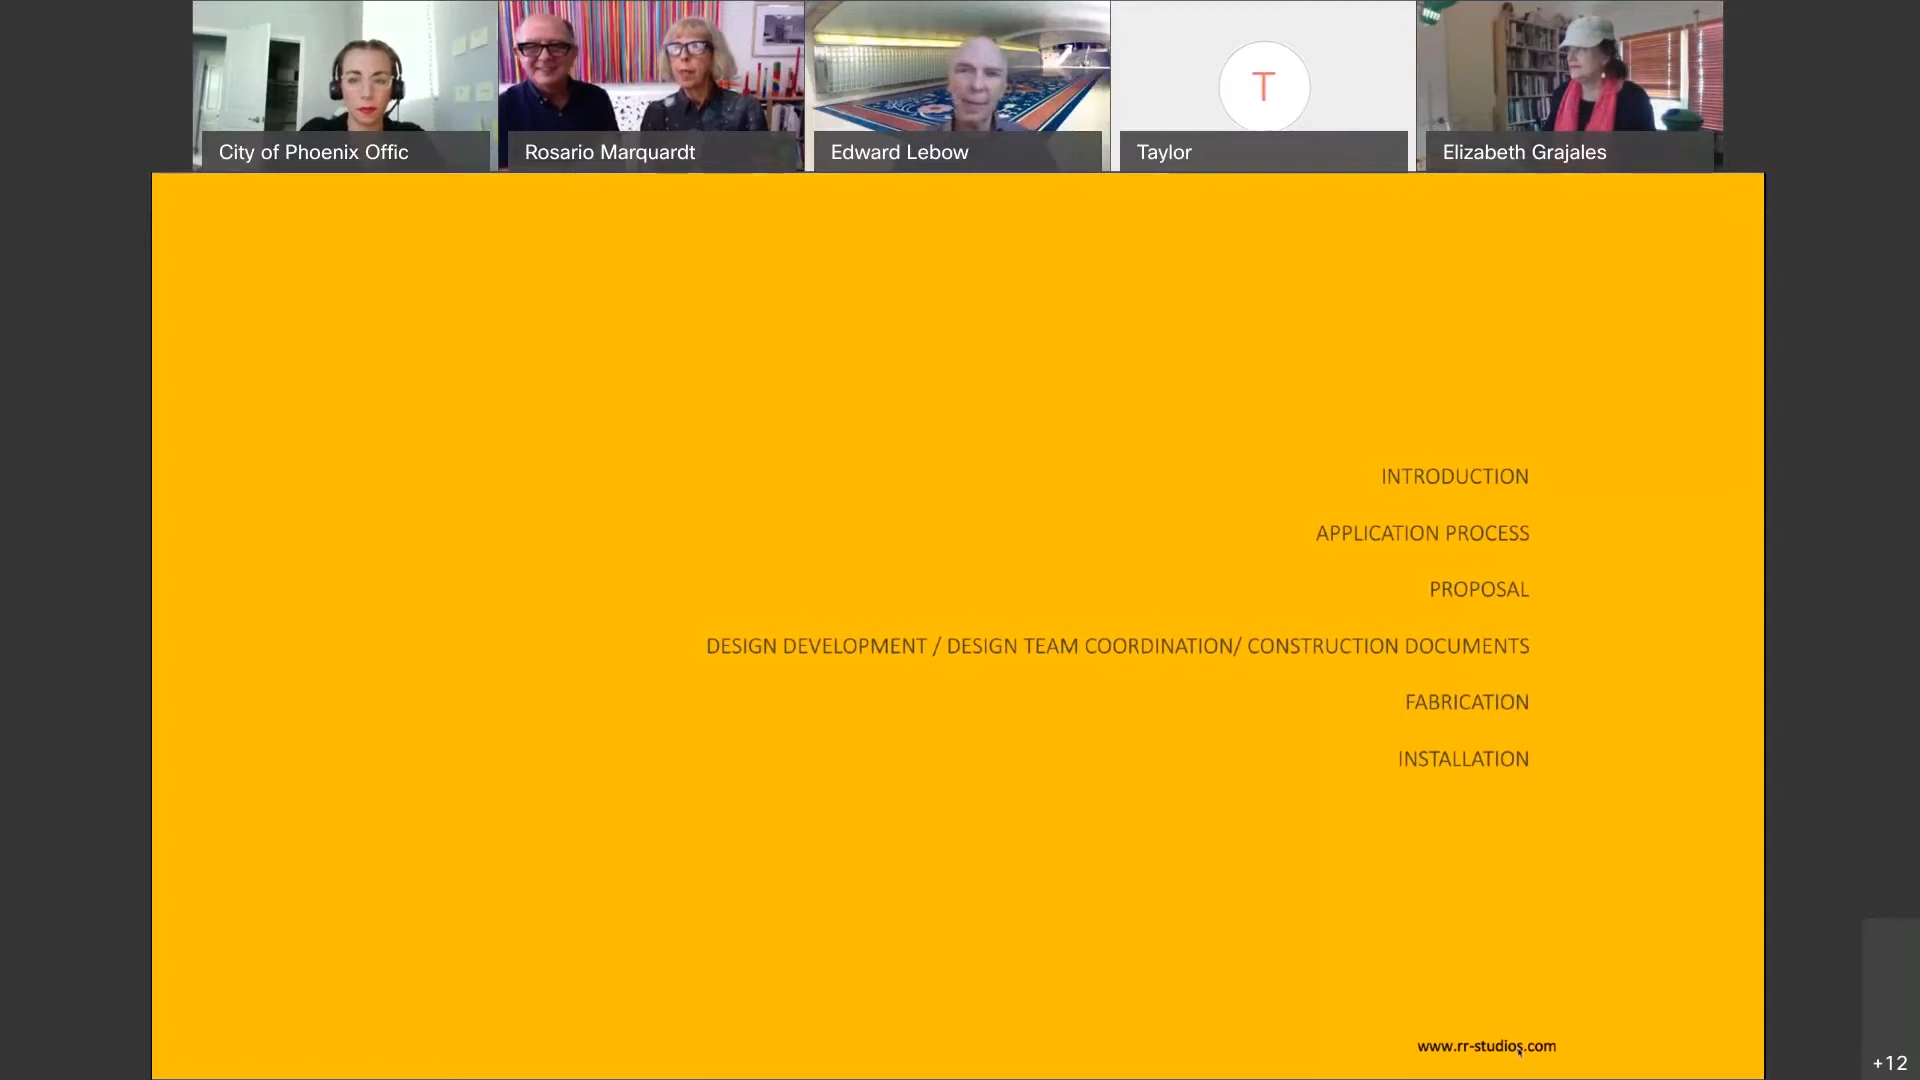 City of Phoenix Offic
Rosario Marquardt
Edward Lebow
T
Taylor
Elizabeth Grajales
INTRODUCTION
APPLICATION PROCESS
PROPOSAL
DESIGN DEVELOPMENT / DESIGN TEAM COORDINATION/ CONSTRUCTION DOCUMENTS
FABRICATION
INSTALLATION
www.rr-studios.com
+12